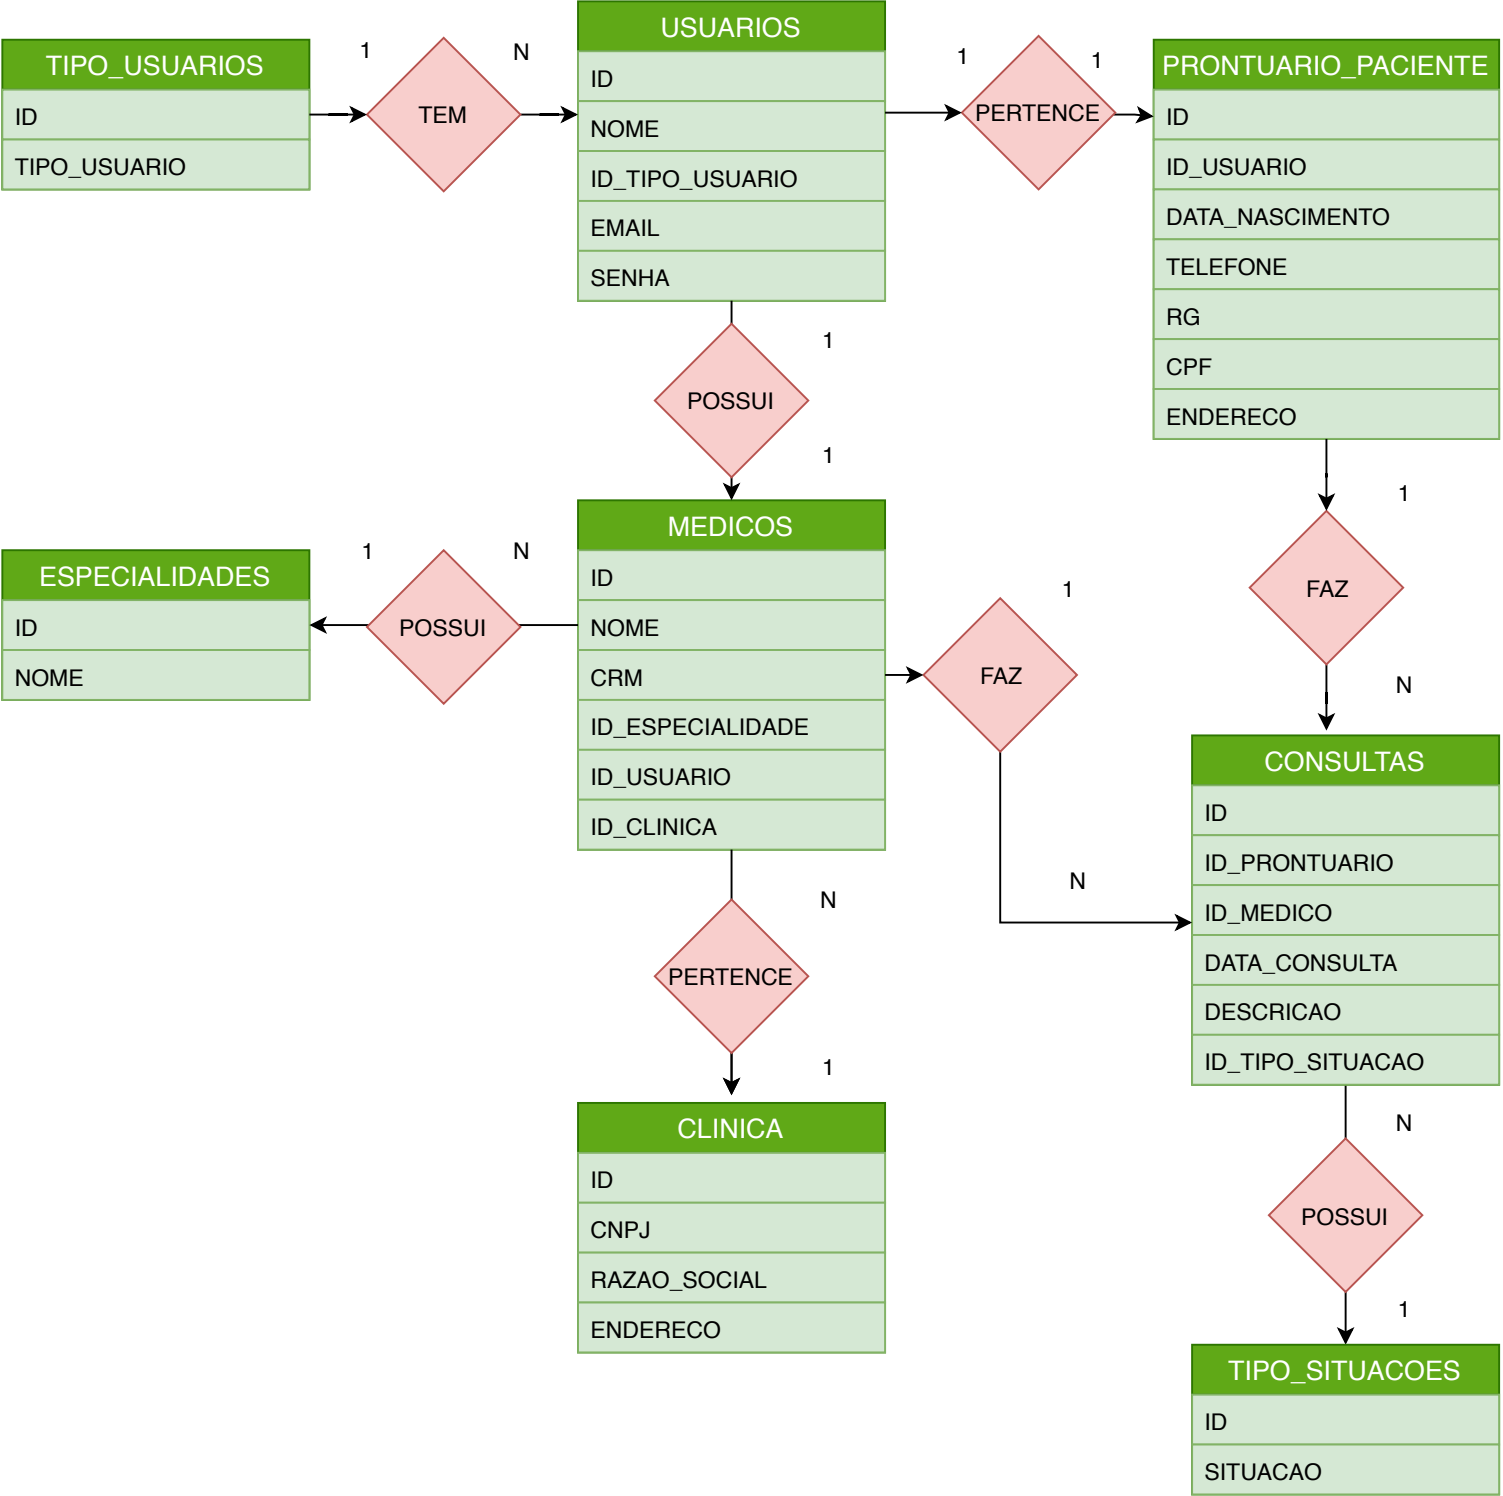 TIPO_USUARIOS
ID
TIPO_USUARIO
1
TEM
N
USUARIOS
ID
NOME
ID_TIPO_USUARIO
EMAIL
SENHA
1
PERTENCE
1
PRONTUARIO_PACIENTE
ID
ID_USUARIO
DATA_NASCIMENTO
TELEFONE
RG
CPF
ENDERECO
1
POSSUI
1
MEDICOS
ID
NOME
CRM
ID_ESPECIALIDADE
ID_USUARIO
ID_CLINICA
ESPECIALIDADES
ID
NOME
1
POSSUI
N
1
FAZ
N
1
FAZ
N
CONSULTAS
ID
ID_PRONTUARIO
ID_MEDICO
DATA_CONSULTA
DESCRICAO
ID_TIPO_SITUACAO
N
PERTENCE
1
CLINICA
ID
CNPJ
RAZAO_SOCIAL
ENDERECO
N
POSSUI
1
TIPO_SITUACOES
ID
SITUACAO